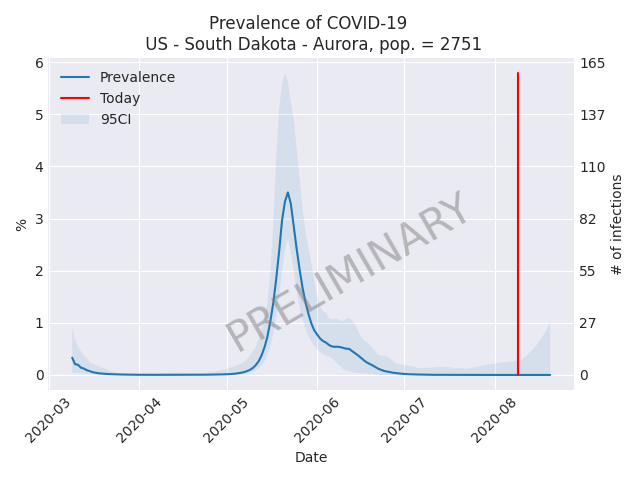 Prevalence of COVID-19
US - South Dakota - Aurora, pop. = 2751
Prevalence
Today
95CI
6
5
4
3
2
1
0
%
165
137
110
82
55
27
0
# of infections
PRELIMINARY
2020-03
2020-04
2020-05
2020-06
2020-07
2020-08
Date